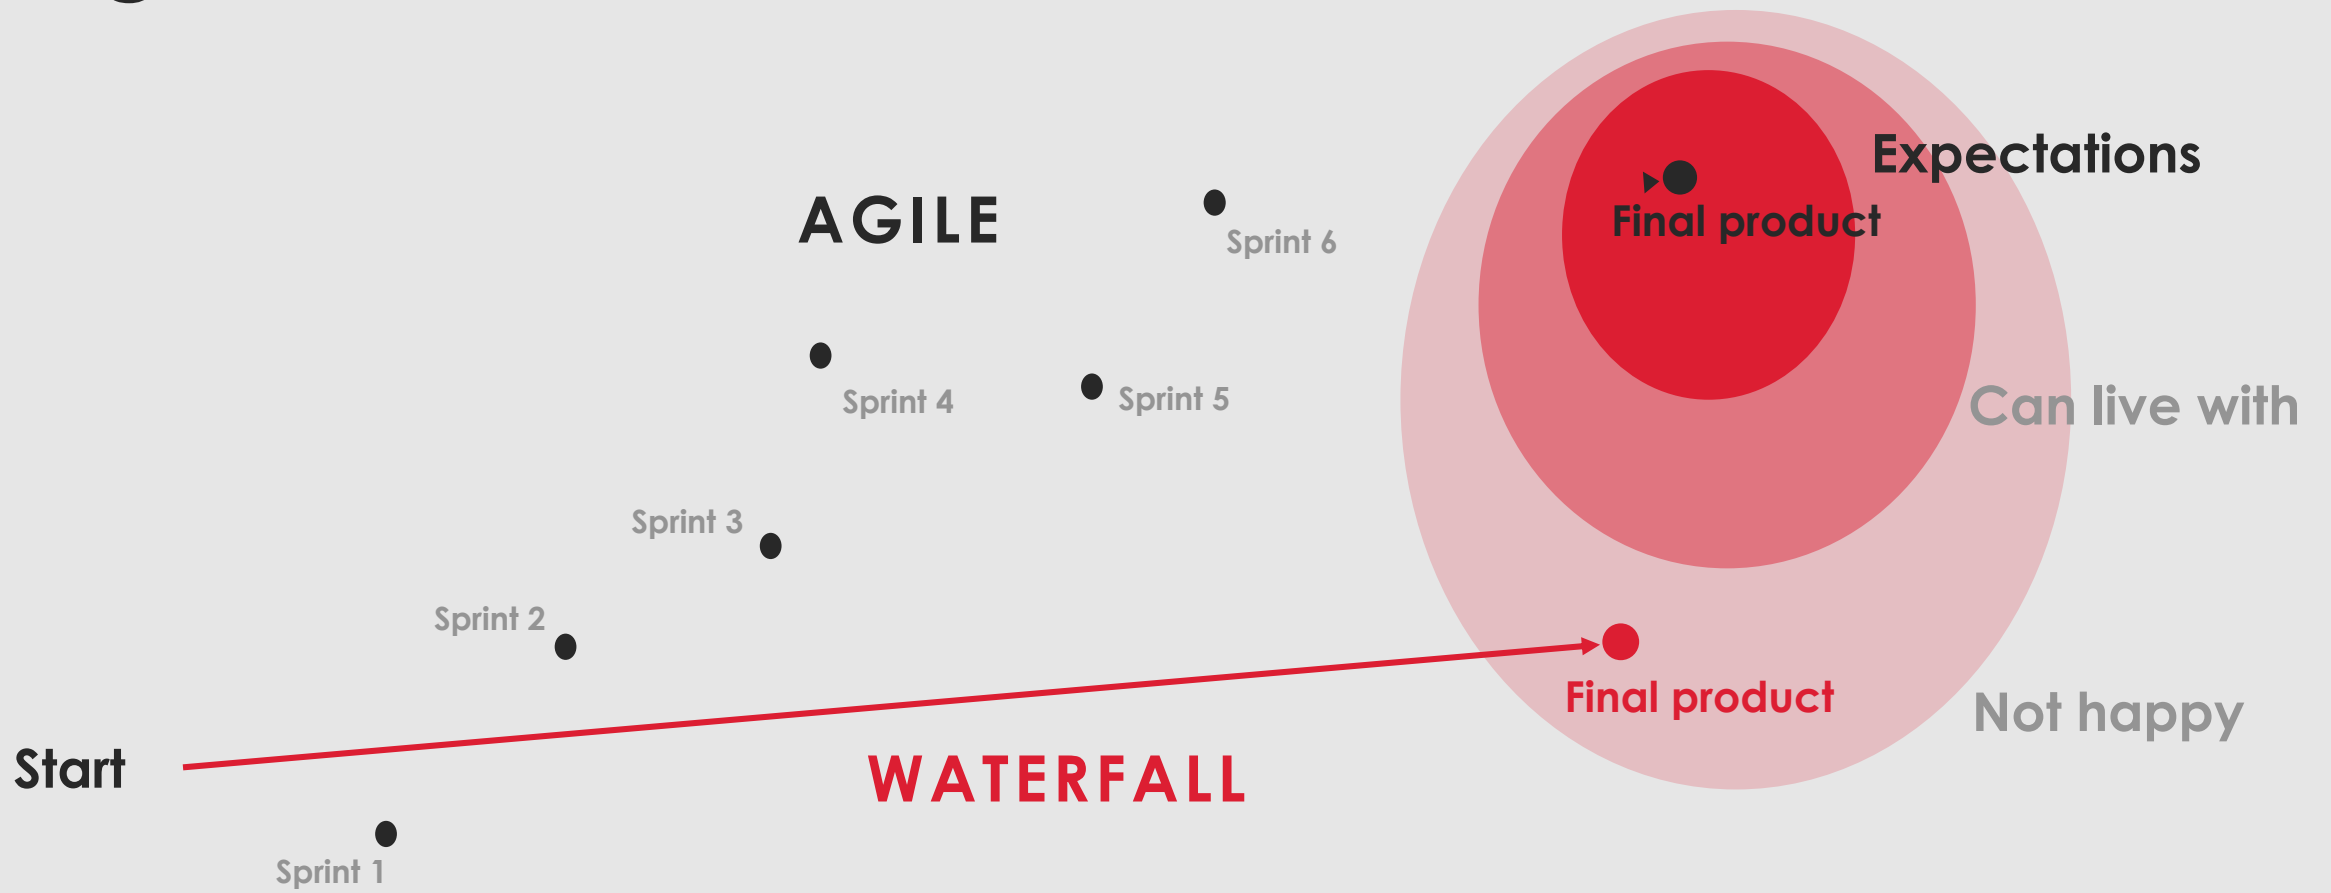 Expectations
AGILE
Final product
Sprint 6
Sprint 4
Sprint 5
Can live with
Sprint 3
Sprint 2
Final product
Not happy
Start
WATERFALL
Sprint 1